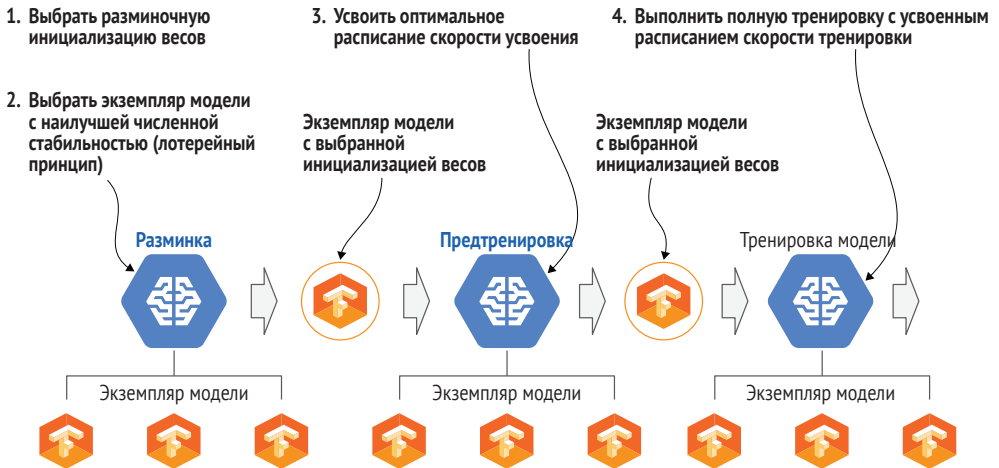 1. Выбрать разминочную
инициализацию весов
3. Усвоить оптимальное
расписание скорости усвоения
4. Выполнить полную тренировку с усвоенным
расписанием скорости тренировки
2. Выбрать экземпляр модели
с наилучшей численной
стабильностью (лотерейный
принцип)
Экземпляр модели
с выбранной
инициализацией весов
Экземпляр модели
с выбранной
инициализацией весов
Разминка
Предтренировка
Тренировка модели
Экземпляр модели
Экземпляр модели
Экземпляр модели